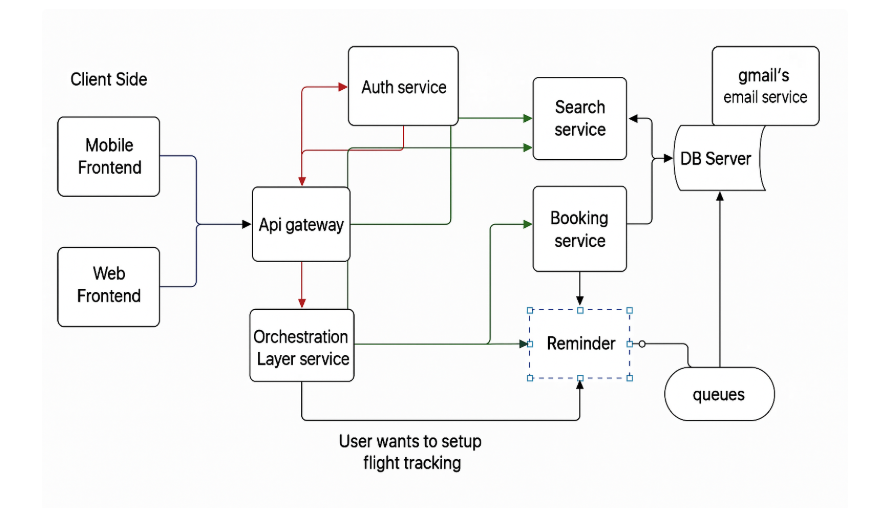 Client Side
Mobile
Frontend
Web
Frontend
Auth service
Api gateway
Orchestration
Layer service
User wants to setup
flight tracking
Search
service
Booking
service
Reminder
gmail's
email service
DB Server
queues